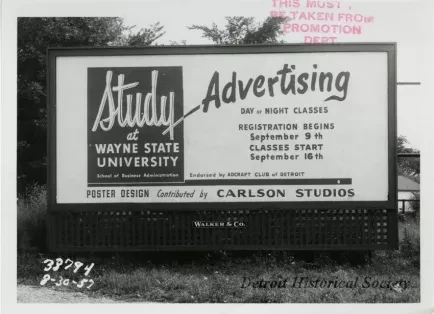 THIS MUST
BE TAKEN FROM
PROMOTION
DEPT.
Study
at
WAYNE STATE
UNIVERSITY
School of Business Administration
Advertising
DAY or NIGHT CLASSES
REGISTRATION BEGINS
September 9th
CLASSES START
September 16th
Endorsed by ADCRAFT CLUB of DETROIT
POSTER DESIGN Contributed by CARLSON STUDIOS
WALKER & CO.
33794
8-30-57
Detroit Historical Society